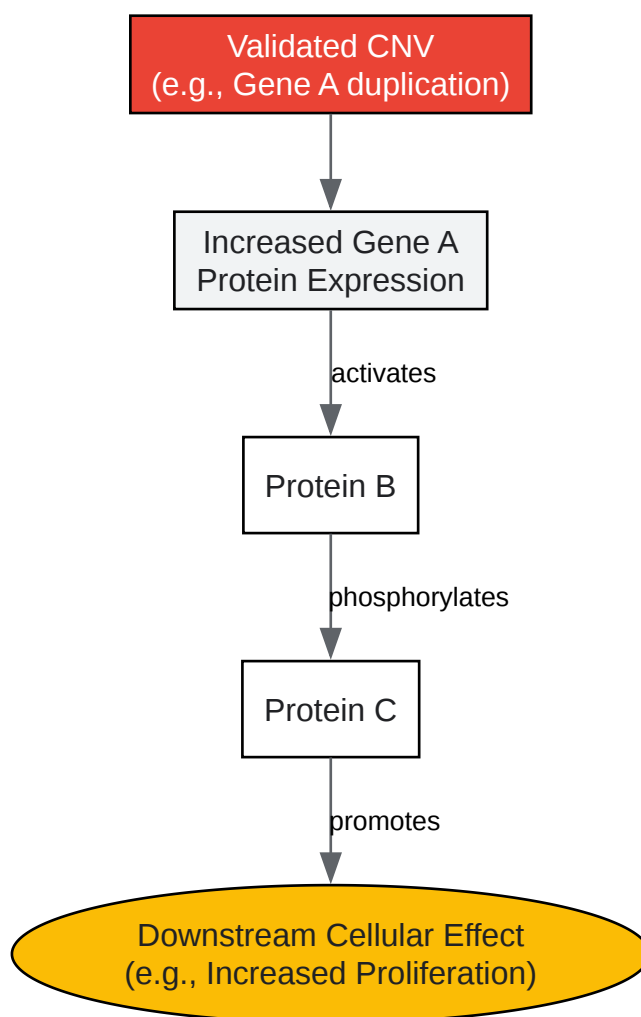 Validated CNV
(e.g., Gene A duplication)
Increased Gene A
Protein Expression
activates
Protein B
phosphorylates
Protein C
promotes
Downstream Cellular Effect
(e.g., Increased Proliferation)